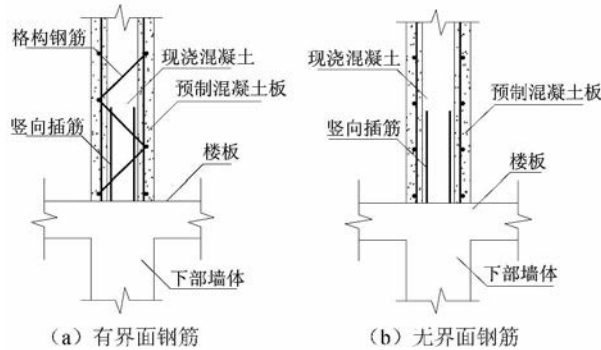 格构钢筋
现浇混凝土
预制混凝土板
竖向插筋
楼板
下部墙体
(a) 有界面钢筋
现浇混凝土
预制混凝土板
竖向插筋
楼板
下部墙体
(b) 无界面钢筋